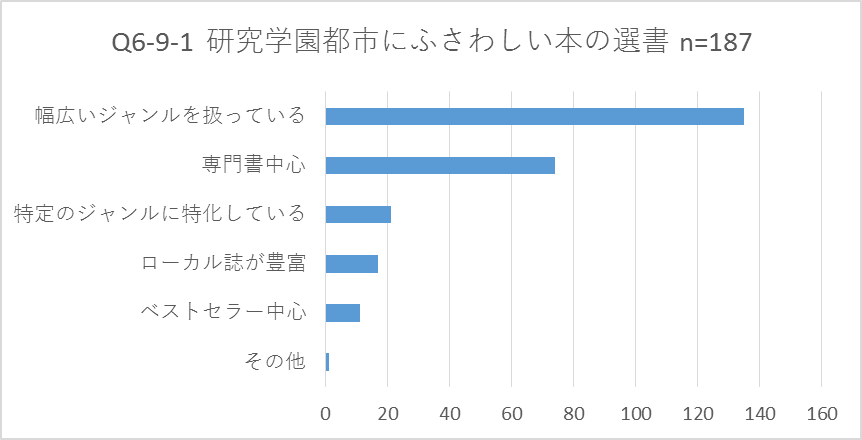 Q6-9-1 研究学園都市にふさわしい本の選書 n=187
幅広いジャンルを扱っている
専門書中心
特定のジャンルに特化している
ローカル誌が豊富
ベストセラー中心
その他
0 20 40 60 80 100 120 140 160